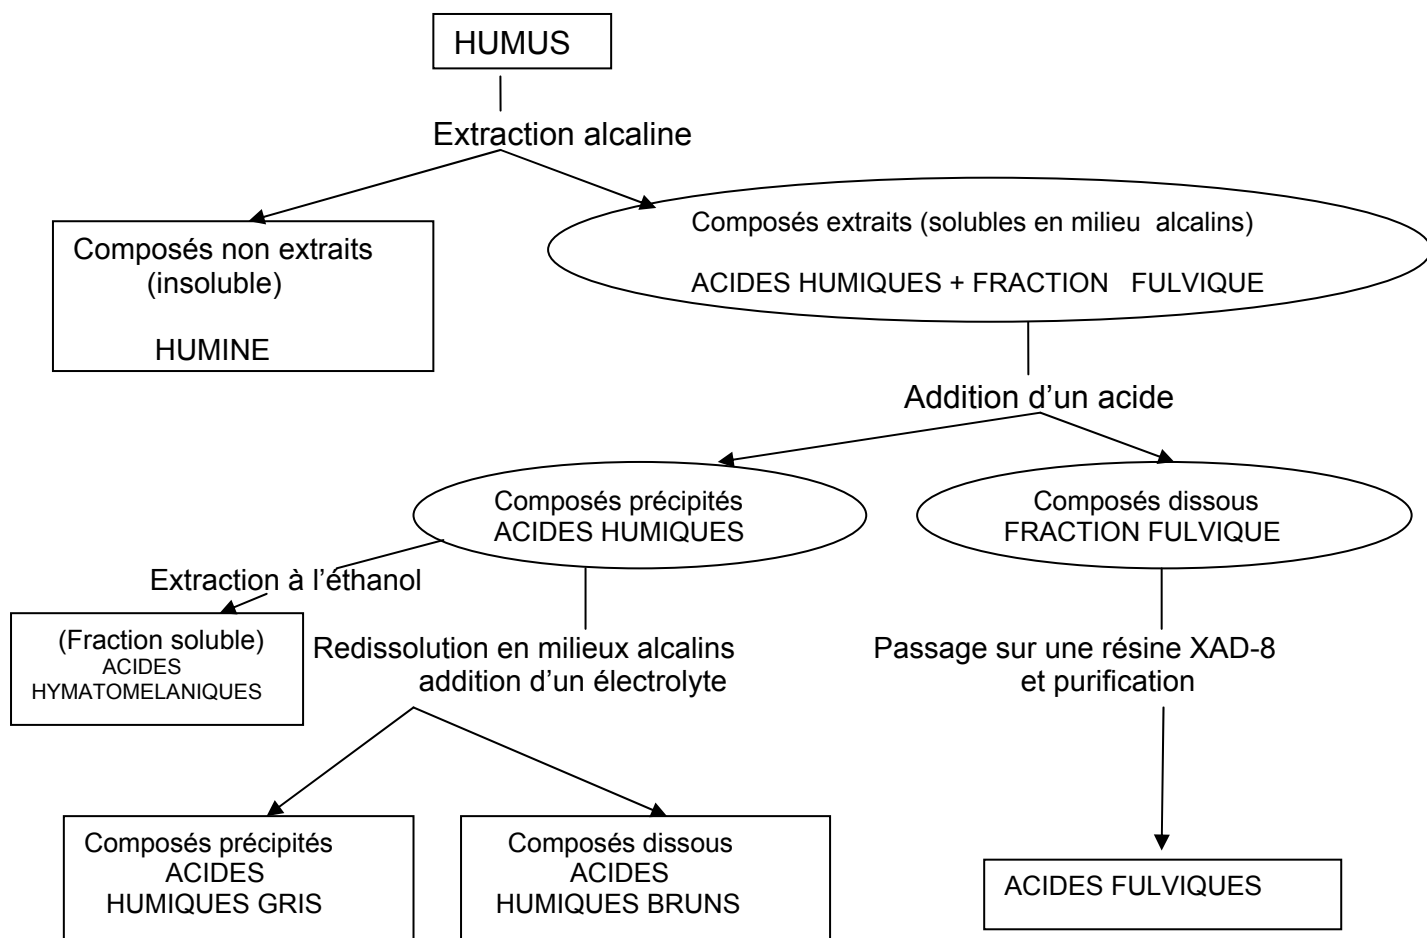 HUMUS
Extraction alcaline
Composés non extraits
(insoluble)
HUMINE
Composés extraits (solubles en milieu alcalins)
ACIDES HUMIQUES + FRACTION FULVIQUE
Addition d’un acide
Composés précipités
ACIDES HUMIQUES
Composés dissous
FRACTION FULVIQUE
Extraction à l’éthanol
(Fraction soluble)
ACIDES
HYMATOMELANIQUES
Redissolution en milieux alcalins
addition d’un électrolyte
Passage sur une résine XAD-8
et purification
Composés précipités
ACIDES
HUMIQUES GRIS
Composés dissous
ACIDES
HUMIQUES BRUNS
ACIDES FULVIQUES